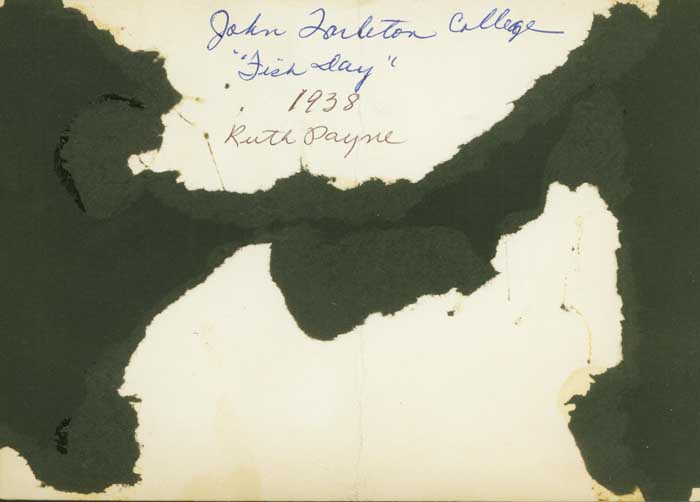 John Tarleton College
"Fish Day"
1938
Ruth Payne